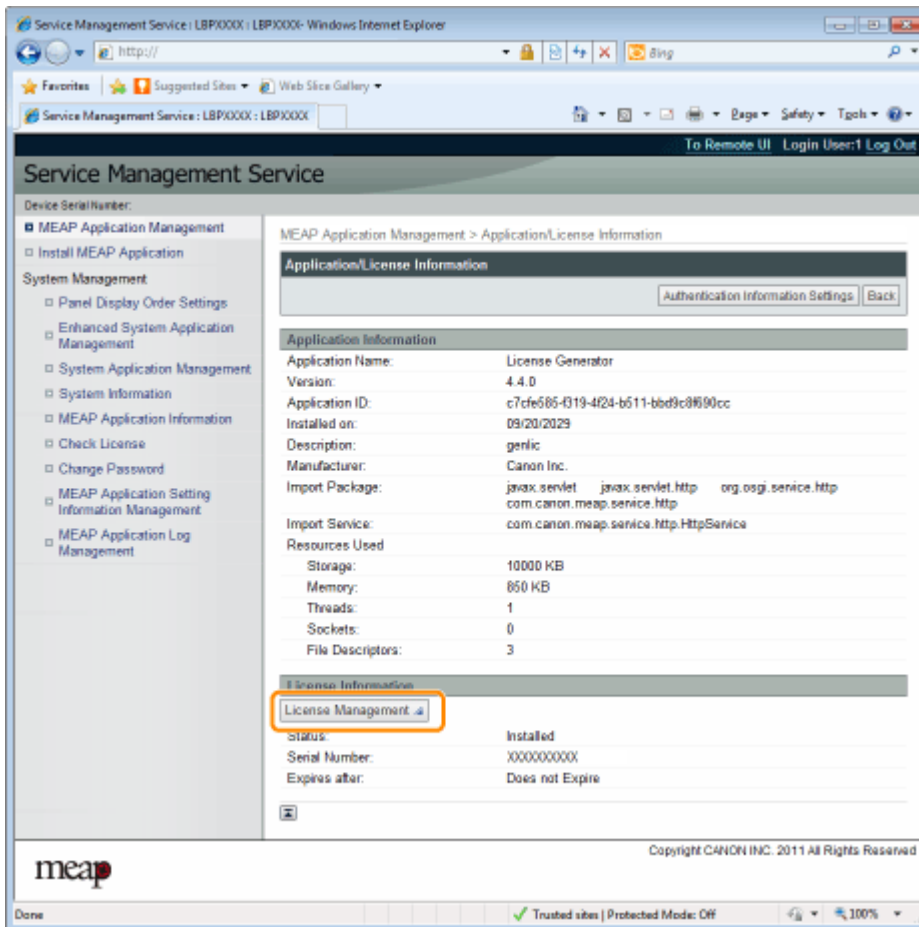 Service Management Service : LBPXXXX : LBPXXXX- Windows Internet Explorer
http://
Bing
Favorites
Suggested Sites
Web Slice Gallery
Service Management Service : LBPXXXX : LBPXXXX
Page
Safety
Tools
To Remote UI Login User:1 Log Out
Service Management Service
Device Serial Number:
MEAP Application Management
Install MEAP Application
System Management
Panel Display Order Settings
Enhanced System Application
Management
System Application Management
System Information
MEAP Application Information
Check License
Change Password
MEAP Application Setting
Information Management
MEAP Application Log
Management
MEAP Application Management > Application/License Information
Application/License Information
Authentication Information Settings
Back
Application Information
Application Name: License Generator
Version: 4.4.0
Application ID: c7cfe585-f319-4f24-b511-bbd9c8f690cc
Installed on: 09/20/2029
Description: genlic
Manufacturer: Canon Inc.
Import Package: javax.servlet javax.servlet.http org.osgi.service.http
com.canon.meap.service.http
Import Service: com.canon.meap.service.http.HttpService
Resources Used
Storage: 10000 KB
Memory: 850 KB
Threads: 1
Sockets: 0
File Descriptors: 3
License Information
License Management
Status: Installed
Serial Number: XXXXXXXXXX
Expires after: Does not Expire
Copyright CANON INC. 2011 All Rights Reserved
meap
Done
Trusted sites | Protected Mode: Off
100%